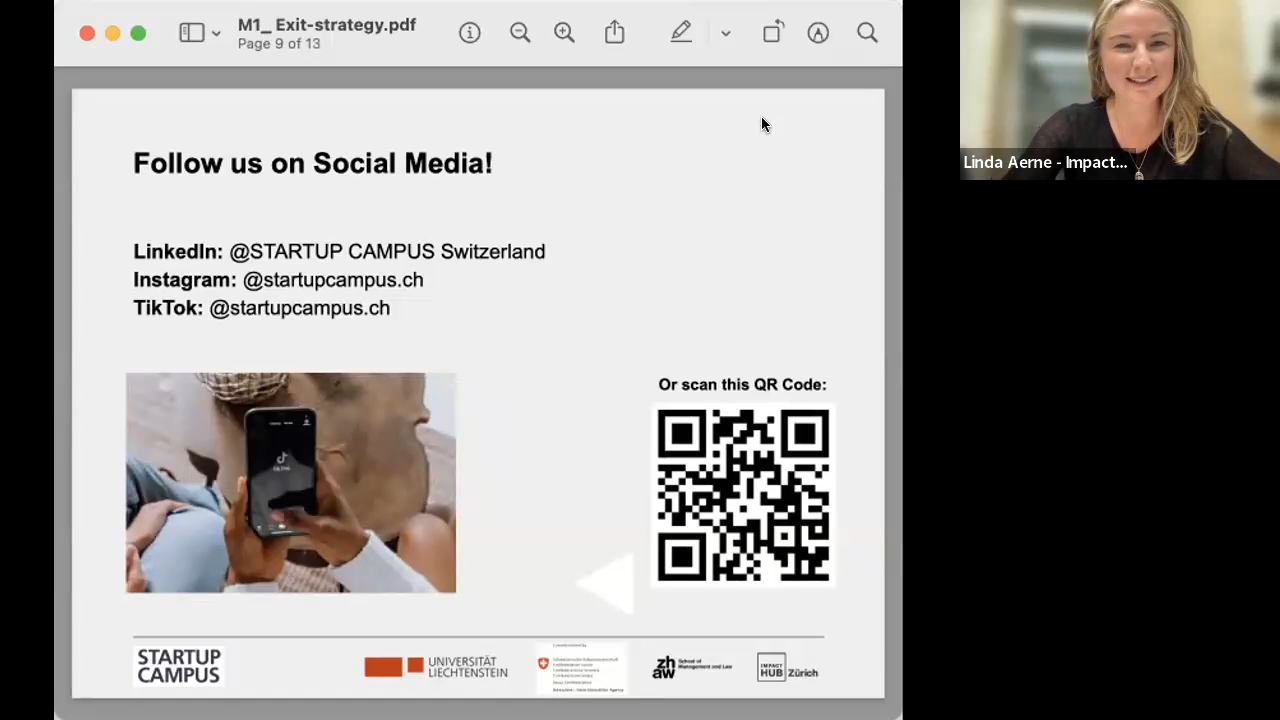 M1_ Exit-strategy.pdf
Page 9 of 13
Linda Aerne - Impact...
Follow us on Social Media!
LinkedIn: @STARTUP CAMPUS Switzerland
Instagram: @startupcampus.ch
TikTok: @startupcampus.ch
Or scan this QR Code:
STARTUP
CAMPUS
UNIVERSITÄT
LIECHTENSTEIN
zh
aw
School of
Management and Law
IMPACT
HUB
Zürich